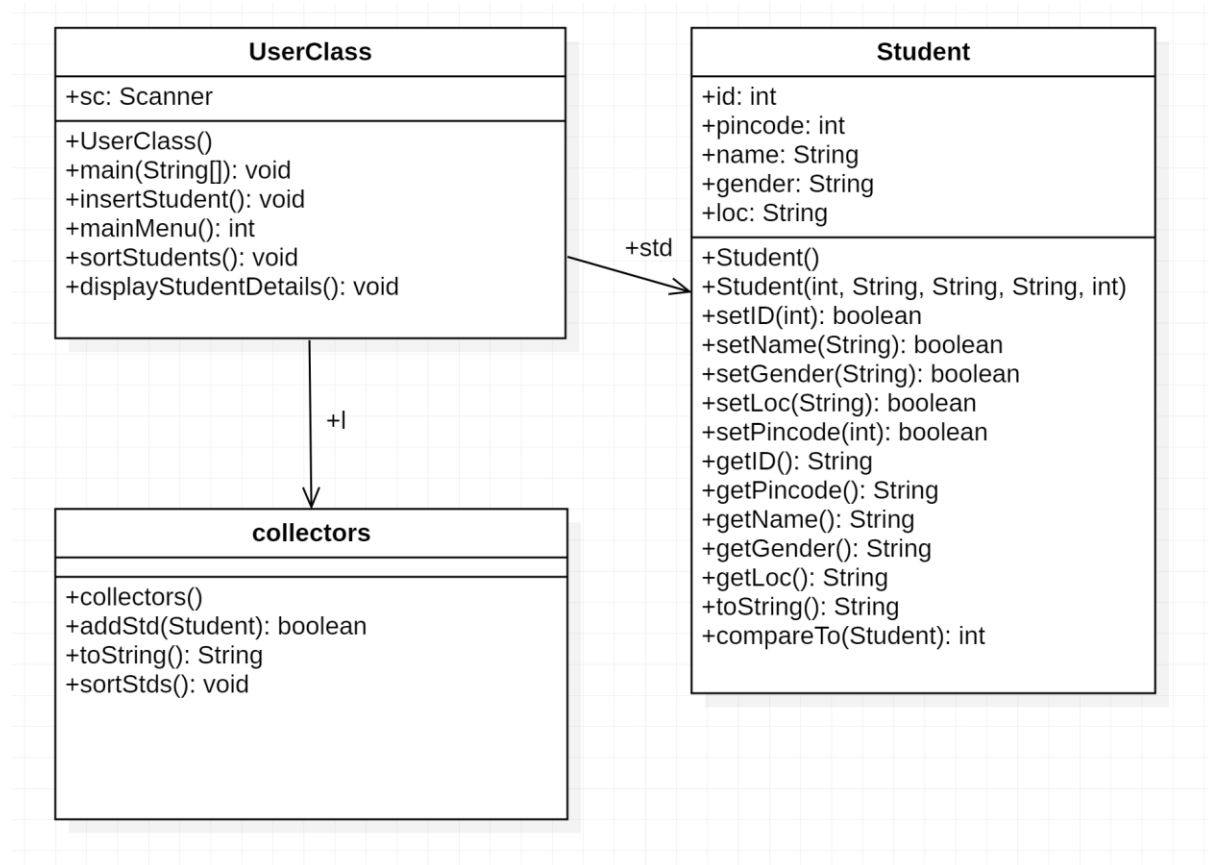 UserClass
+sc: Scanner
+UserClass()
+main(String[]): void
+insertStudent(): void
+mainMenu(): int
+sortStudents(): void
+displayStudentDetails(): void
+std
Student
+id: int
+pincode: int
+name: String
+gender: String
+loc: String
+Student()
+Student(int, String, String, String, int)
+setID(int): boolean
+setName(String): boolean
+setGender(String): boolean
+setLoc(String): boolean
+setPincode(int): boolean
+getID(): String
+getPincode(): String
+getName(): String
+getGender(): String
+getLoc(): String
+toString(): String
+compareTo(Student): int
+l
collectors
+collectors()
+addStd(Student): boolean
+toString(): String
+sortStds(): void